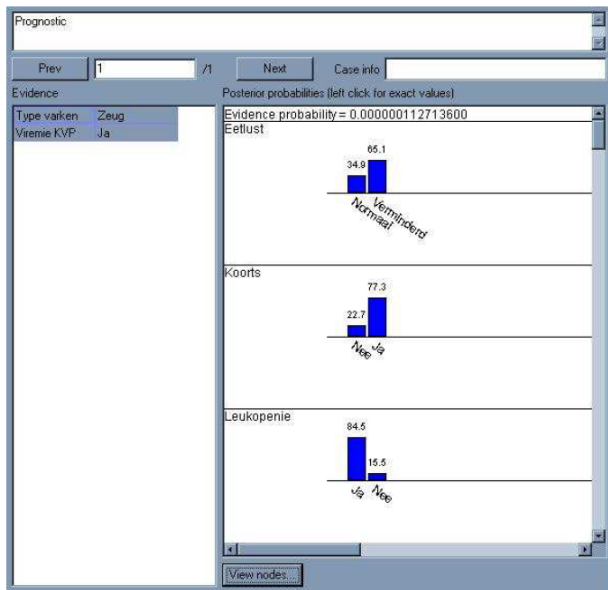 Prognostic
Prev 1 /1 Next Case info
Evidence
Posterior probabilities (left click for exact values)
Type varken Zeug
Viremie KVP Ja
Evidence probability = 0.000000112713600
Eetlust
65.1
34.9
Normaal Verminderd
Koorts
77.3
22.7
Nee Ja
Leukopenie
84.5
15.5
Ja Nee
View nodes...